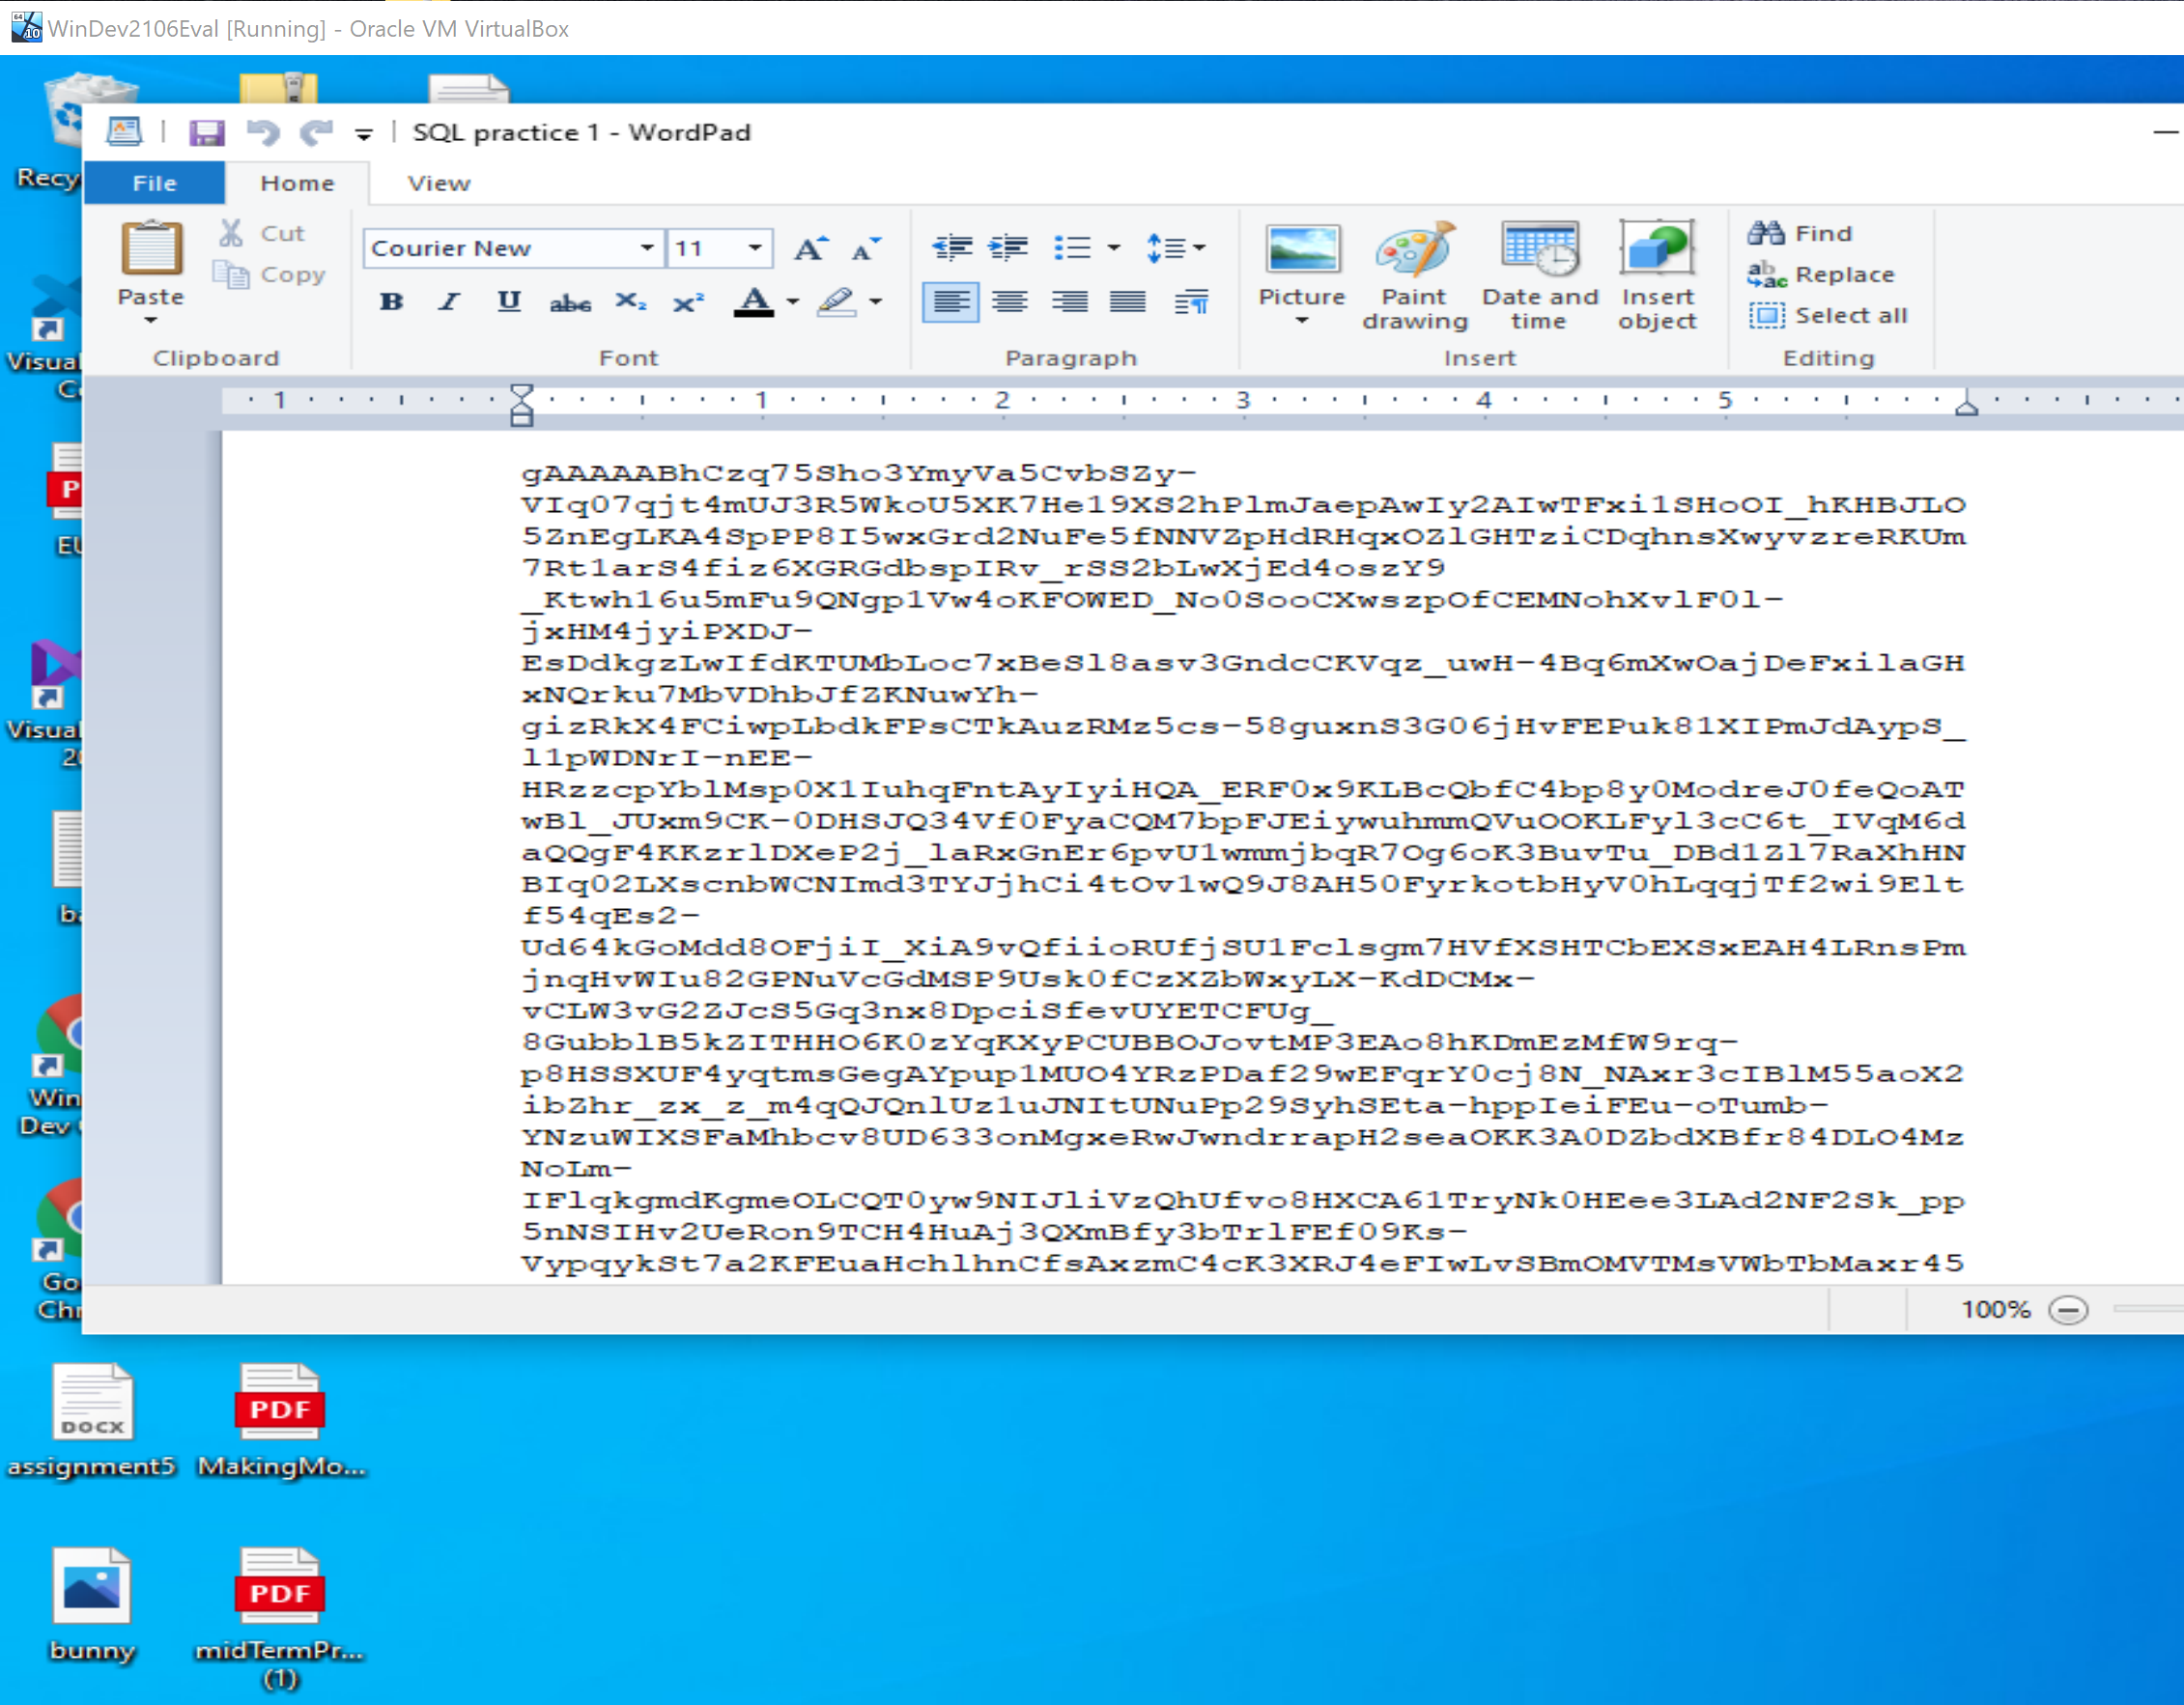 WinDev2106Eval [Running] - Oracle VM VirtualBox
SQL practice 1 - WordPad
File Home View
Paste
Cut
Copy
Clipboard
Courier New 11
Font
Paragraph
Picture
Paint drawing
Date and time
Insert object
Insert
Find
Replace
Select all
Editing
1 1 2 3 4 5
gAAAAABhCzq75Sho3YmyVa5CvbSZy-
VIq07qjt4mUJ3R5WkoU5XK7He19XS2hPlmJaepAwIy2AIwTFxi1SHoOI_hKHBJLO
5ZnEgLKA4SpPP8I5wxGrd2NuFe5fNNVZpHdRHqxOZlGHTziCDqhnsXwyvzreRKUm
7Rt1arS4fiz6XGRGdbspIRv_rSS2bLwXjEd4oszY9
_Ktwh16u5mFu9QNgp1Vw4oKFOWED_No0SooCXwszpOfCEMNohXvlF0l-
jxHM4jyiPXDJ-
EsDdkgzLwIfdKTUMbLoc7xBeSl8asv3GndcCKVqz_uwH-4Bq6mXwOajDeFxilaGH
xNQrku7MbVDhbJfZKNuwYh-
gizRkX4FCiwpLbdkFPsCTkAuzRMz5cs-58guxnS3G06jHvFEPuk81XIPmJdAypS_
l1pWDNrI-nEE-
HRzzcpYblMsp0X1IuhqFntAyIyiHQA_ERF0x9KLBcQbfC4bp8y0ModreJ0feQoAT
wBl_JUxm9CK-0DHSJQ34Vf0FyaCQM7bpFJEiywuhmmQVuOOKLFyl3cC6t_IVqM6d
aQQgF4KKzrlDXeP2j_laRxGnEr6pvU1wmmjbqR7Og6oK3BuvTu_DBd1Zl7RaXhHN
BIq02LXscnbWCNImd3TYJjhCi4tOv1wQ9J8AH50FyrkotbHyV0hLqqjTf2wi9Elt
f54qEs2-
Ud64kGoMdd8OFjiI_XiA9vQfiioRUfjSU1Fclsgm7HVfXSHTCbEXSxEAH4LRnsPm
jnqHvWIu82GPNuVcGdMSP9Usk0fCzXZbWxyLX-KdDCMx-
vCLW3vG2ZJcS5Gq3nx8DpciSfevUYETCFUg_
8GubblB5kZITHHO6K0zYqKXyPCUBBOJovtMP3EAo8hKDmEzMfW9rq-
p8HSSXUF4yqtmsGegAYpup1MUO4YRzPDaf29wEFqrY0cj8N_NAxr3cIBlM55aoX2
ibZhr_zx_z_m4qQJQnlUz1uJNItUNuPp29SyhSEta-hppIeiFEu-oTumb-
YNzuWIXSFaMhbcv8UD633onMgxeRwJwndrrapH2seaOKK3A0DZbdXBfr84DLO4Mz
NoLm-
IFlqkgmdKgmeOLCQT0yw9NIJliVzQhUfvo8HXCA61TryNk0HEee3LAd2NF2Sk_pp
5nNSIHv2UeRon9TCH4HuAj3QXmBfy3bTrlFEf09Ks-
VypqykSt7a2KFEuaHchlhnCfsAxzmC4cK3XRJ4eFIwLvSBmOMVTMsVWbTbMaxr45
100%
Recy
Visual
EU
Visual
Win
Dev
Go
Chr
DOCX
assignment5
PDF
MakingMo...
bunny
PDF
midTermPr...
(1)